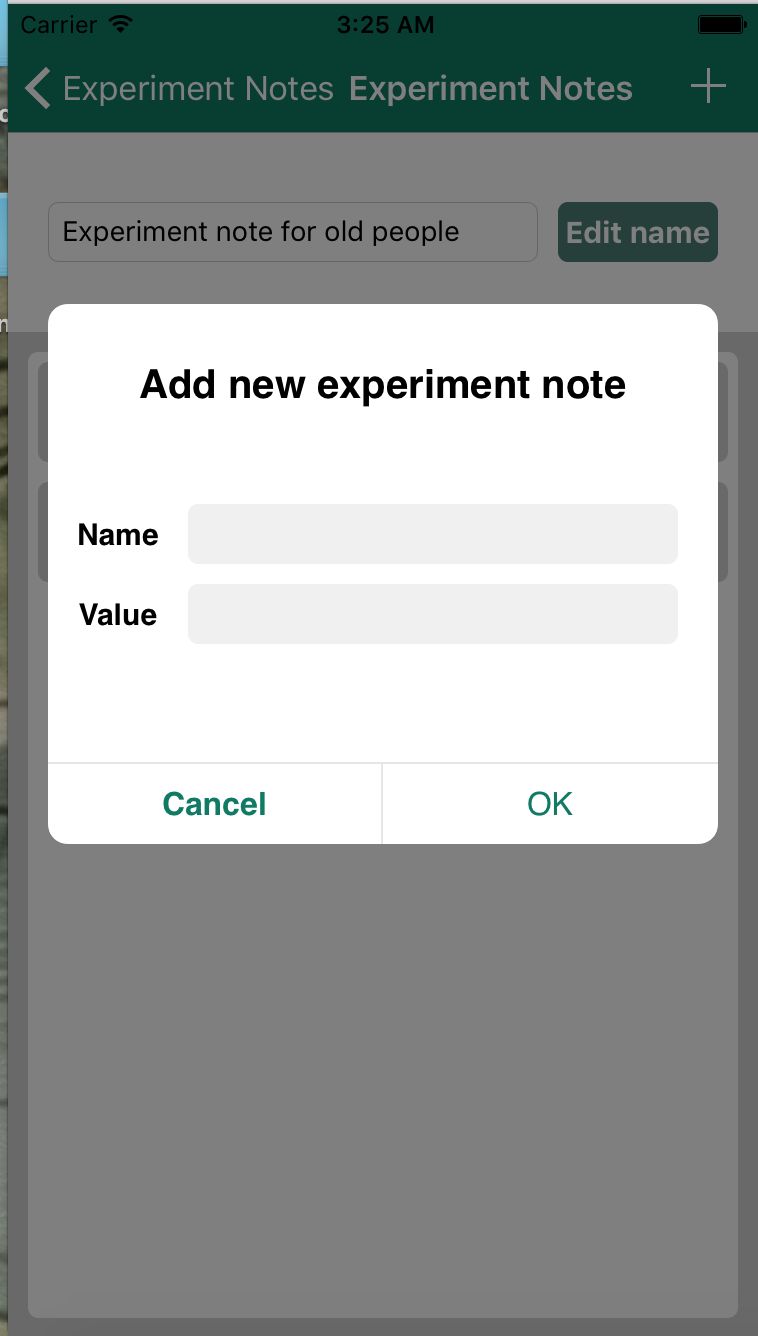 Carrier 3:25 AM
Experiment Notes Experiment Notes
Experiment note for old people Edit name
Add new experiment note
Name
Value
Cancel OK